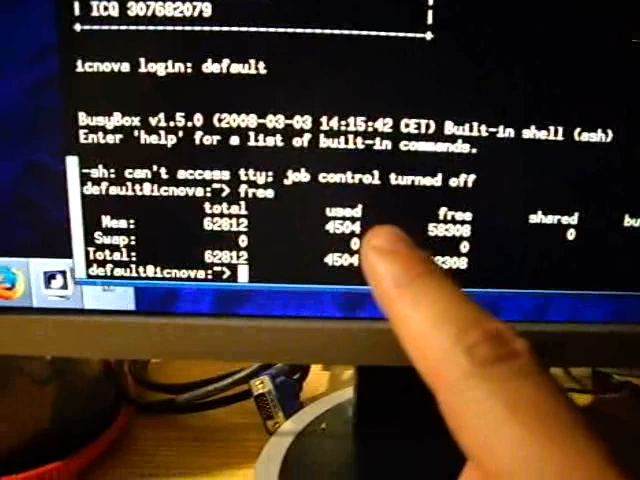 ICQ 307682079
icnova login: default
BusyBox v1.5.0 (2008-03-03 14:15:42 CET) Built-in shell (ash)
Enter 'help' for a list of built-in commands.
-sh: can't access tty; job control turned off
default@icnova:~> free
total used free shared bu
Mem: 62812 4504 58308 0
Swap: 0 0 0
Total: 62812 4504 3308
default@icnova:~>